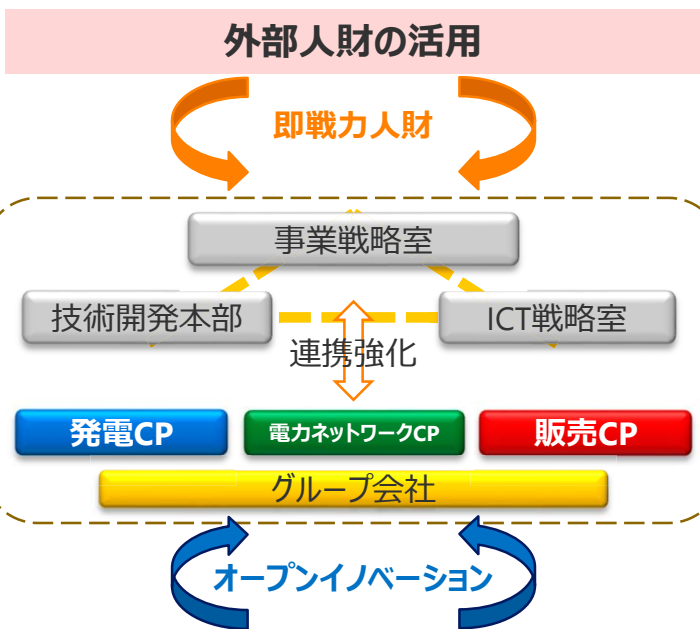 外部人財の活用
即戦力人財
事業戦略室
技術開発本部
ICT戦略室
連携強化
発電CP
電力ネットワークCP
販売CP
グループ会社
オープンイノベーション